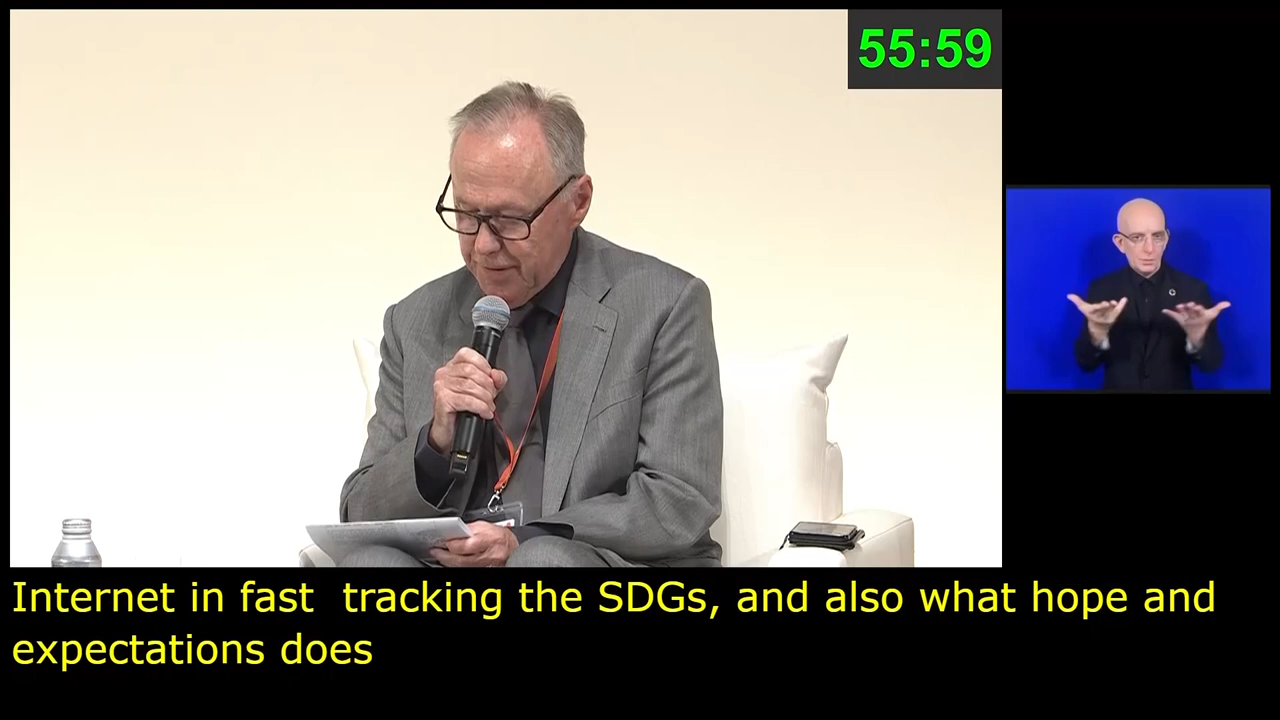 55:59
Internet in fast  tracking the SDGs, and also what hope and
expectations does